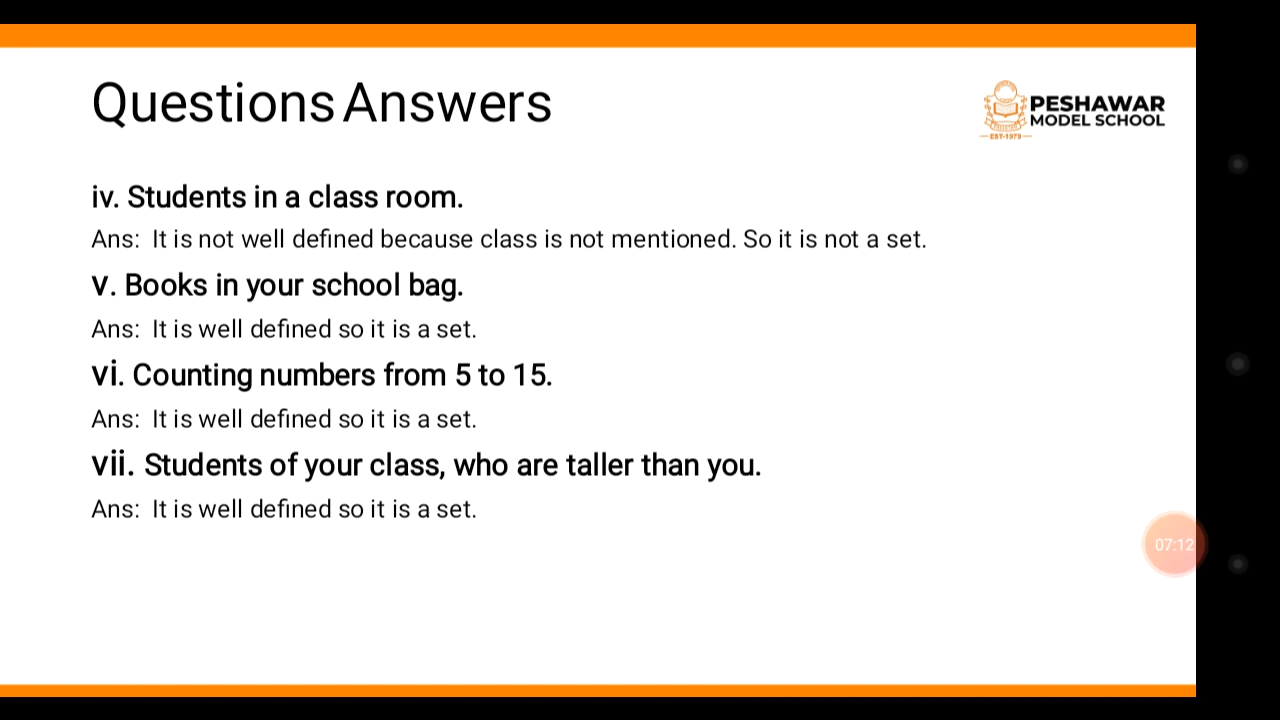 Questions Answers
PESHAWAR
MODEL SCHOOL
EST-1979
iv. Students in a class room.
Ans: It is not well defined because class is not mentioned. So it is not a set.
v. Books in your school bag.
Ans: It is well defined so it is a set.
vi. Counting numbers from 5 to 15.
Ans: It is well defined so it is a set.
vii. Students of your class, who are taller than you.
Ans: It is well defined so it is a set.
07:12